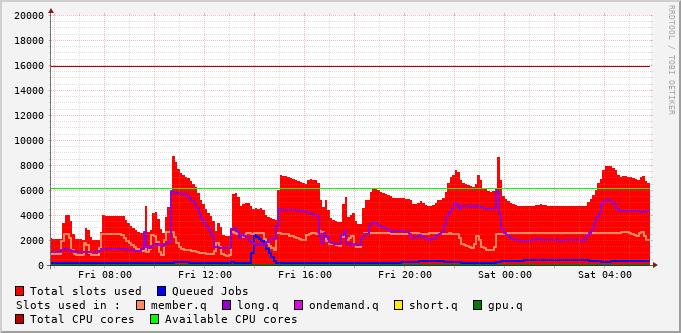 20000
18000
16000
14000
12000
10000
8000
6000
4000
2000
0
Fri 08:00 Fri 12:00 Fri 16:00 Fri 20:00 Sat 00:00 Sat 04:00
Total slots used Queued Jobs
Slots used in : member.q long.q ondemand.q short.q gpu.q
Total CPU cores Available CPU cores
RRDTOOL / TOBI OETIKER